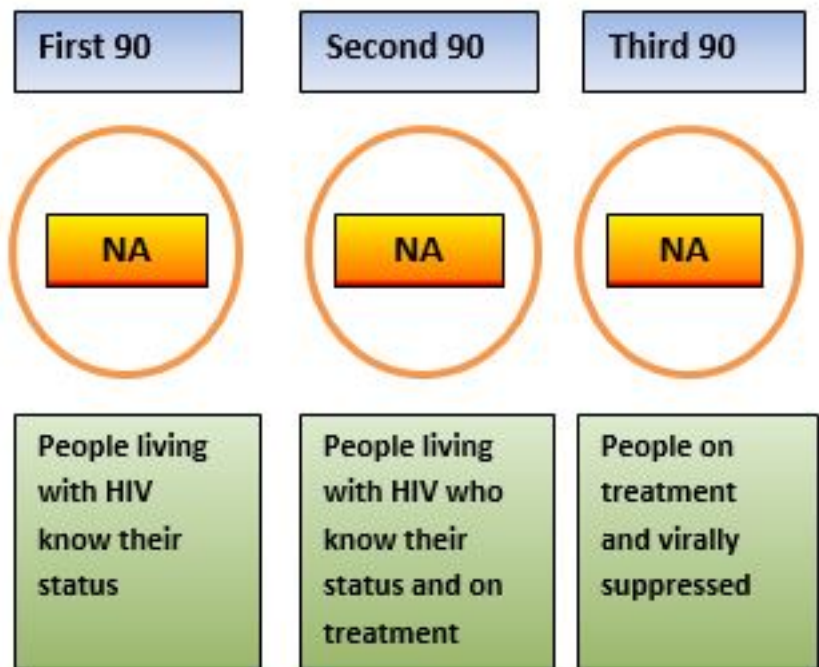 First 90
Second 90
Third 90
NA
NA
NA
People living
with HIV
know their
status
People living
with HIV who
know their
status and on
treatment
People on
treatment
and virally
suppressed